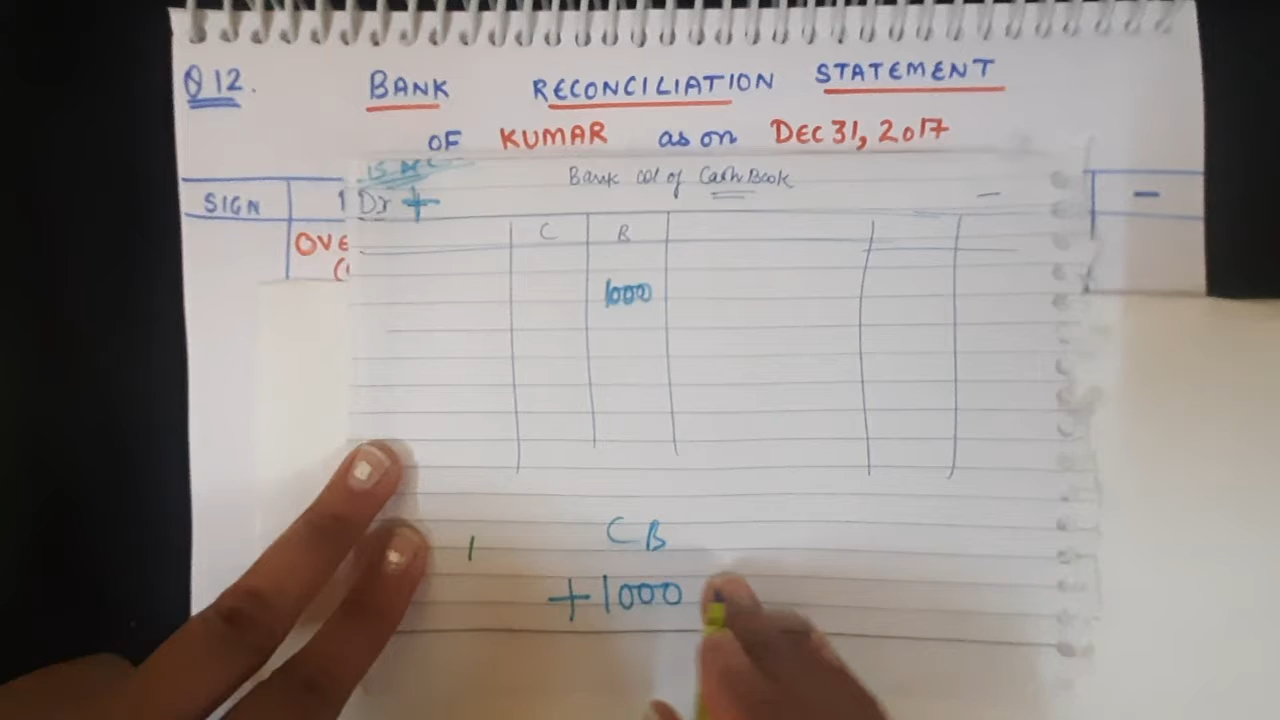 Q 12.
BANK RECONCILIATION STATEMENT
OF KUMAR as on DEC 31, 2017
Bank col of Cash Book
SIGN
Dr +
-
-
OVE
C B
1000
CB
+1000